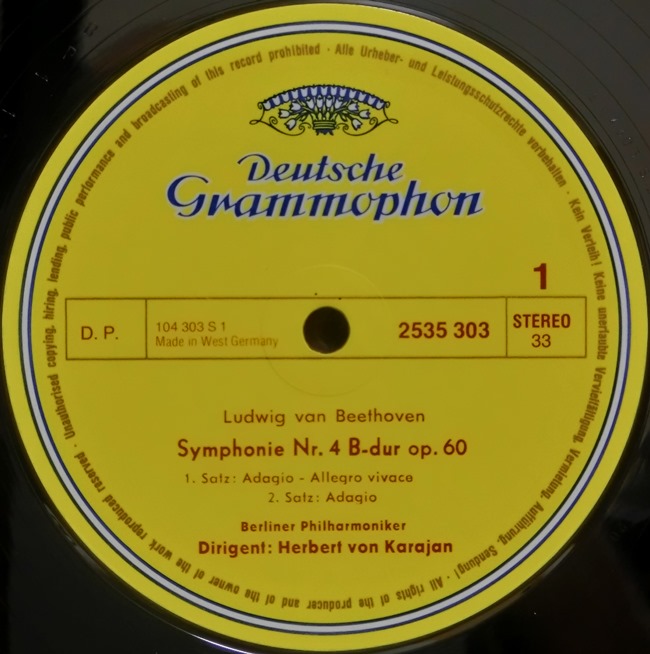 Deutsche
Grammophon
1
D. P.
104 303 S 1
Made in West Germany
2535 303
STEREO
33
Ludwig van Beethoven
Symphonie Nr. 4 B-dur op. 60
1. Satz: Adagio - Allegro vivace
2. Satz: Adagio
Berliner Philharmoniker
Dirigent: Herbert von Karajan
Alle Urheber- und Leistungsschutzrechte vorbehalten · Kein Verleih! Keine unerlaubte Vervielfältigung, Vermietung, Aufführung, Sendung! · All rights of the producer and of the owner of the work reproduced reserved · Unauthorised copying, hiring, lending, public performance and broadcasting of this record prohibited ·